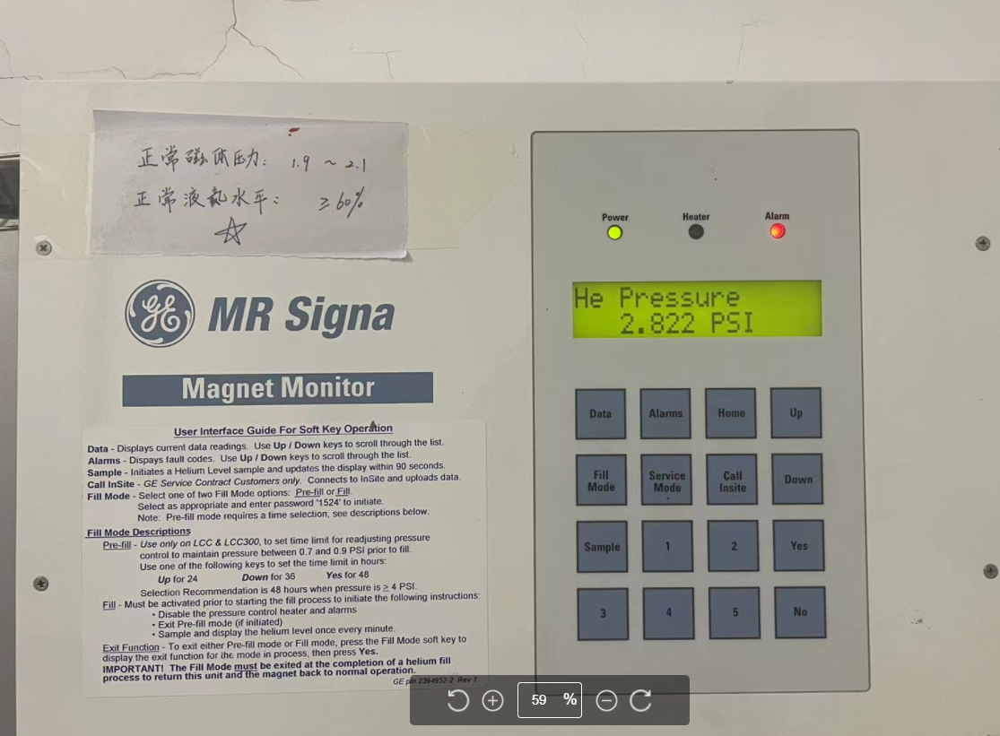 正常磁体压力: 1.9 ~ 2.1
正常液氦水平: ≥60%
GE MR Signa
Magnet Monitor
User Interface Guide For Soft Key Operation
Data - Displays current data readings. Use Up / Down keys to scroll through the list.
Alarms - Dispays fault codes. Use Up / Down keys to scroll through the list.
Sample - Initiates a Helium Level sample and updates the display within 90 seconds.
Call InSite - GE Service Contract Customers only. Connects to InSite and uploads data.
Fill Mode - Select one of two Fill Mode options: Pre-fill or Fill.
Select as appropriate and enter password '1524' to initiate.
Note: Pre-fill mode requires a time selection, see descriptions below.
Fill Mode Descriptions
Pre-fill - Use only on LCC & LCC300, to set time limit for readjusting pressure
control to maintain pressure between 0.7 and 0.9 PSI prior to fill.
Use one of the following keys to set the time limit in hours:
Up for 24 Down for 36 Yes for 48
Selection Recommendation is 48 hours when pressure is ≥ 4 PSI.
Fill - Must be activated prior to starting the fill process to initiate the following instructions:
• Disable the pressure control heater and alarms
• Exit Pre-fill mode (if initiated)
• Sample and display the helium level once every minute.
Exit Function - To exit either Pre-fill mode or Fill mode, press the Fill Mode soft key to
display the exit function for the mode in process, then press Yes.
IMPORTANT! The Fill Mode must be exited at the completion of a helium fill
process to return this unit and the magnet back to normal operation.
GE p/n 2394952-2 Rev 1
Power Heater Alarm
He Pressure
2.822 PSI
Data Alarms Home Up
Fill Mode Service Mode Call Insite Down
Sample 1 2 Yes
3 4 5 No
59 %